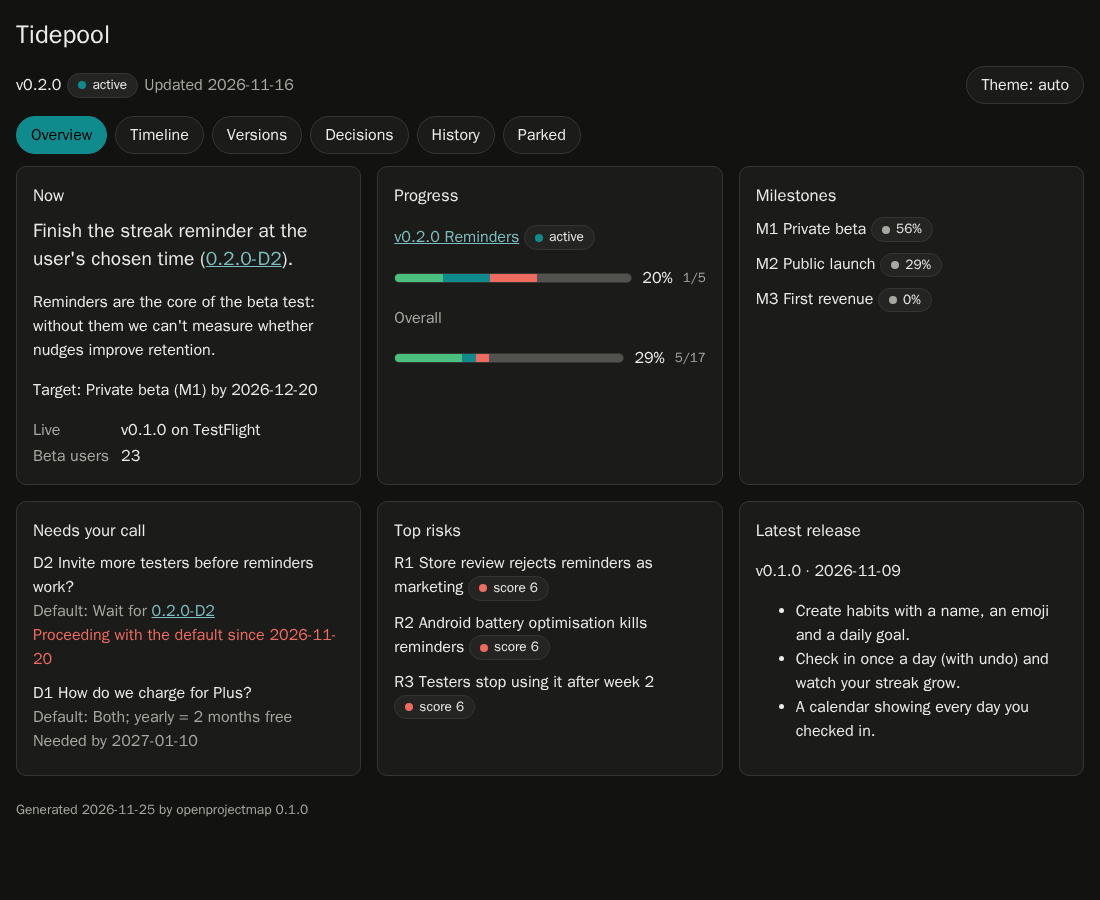 Tidepool
v0.2.0 active Updated 2026-11-16
Theme: auto
Overview Timeline Versions Decisions History Parked
Now
Finish the streak reminder at the
user's chosen time (0.2.0-D2).
Reminders are the core of the beta test:
without them we can't measure whether
nudges improve retention.
Target: Private beta (M1) by 2026-12-20
Live v0.1.0 on TestFlight
Beta users 23
Progress
v0.2.0 Reminders active
20% 1/5
Overall
29% 5/17
Milestones
M1 Private beta 56%
M2 Public launch 29%
M3 First revenue 0%
Needs your call
D2 Invite more testers before reminders
work?
Default: Wait for 0.2.0-D2
Proceeding with the default since 2026-11-
20
D1 How do we charge for Plus?
Default: Both; yearly = 2 months free
Needed by 2027-01-10
Top risks
R1 Store review rejects reminders as
marketing score 6
R2 Android battery optimisation kills
reminders score 6
R3 Testers stop using it after week 2
score 6
Latest release
v0.1.0 · 2026-11-09
• Create habits with a name, an emoji
and a daily goal.
• Check in once a day (with undo) and
watch your streak grow.
• A calendar showing every day you
checked in.
Generated 2026-11-25 by openprojectmap 0.1.0